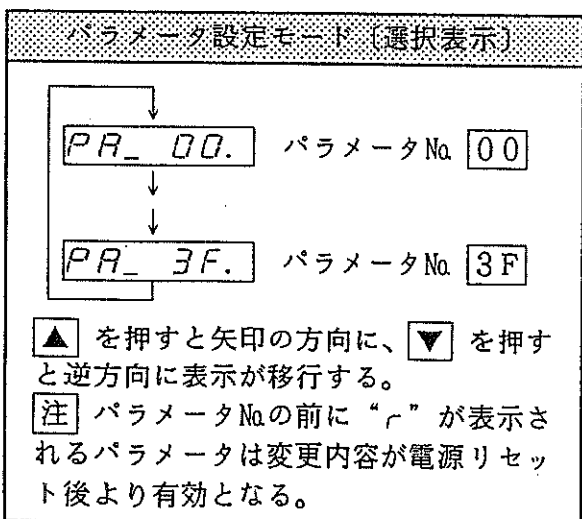 パラメータ設定モード〔選択表示〕
PA_ 00. パラメータ№ 00
PA_ 3F. パラメータ№ 3F
▲ を押すと矢印の方向に、▼ を押す
と逆方向に表示が移行する。
注 パラメータ№の前に“┌”が表示さ
れるパラメータは変更内容が電源リセッ
ト後より有効となる。